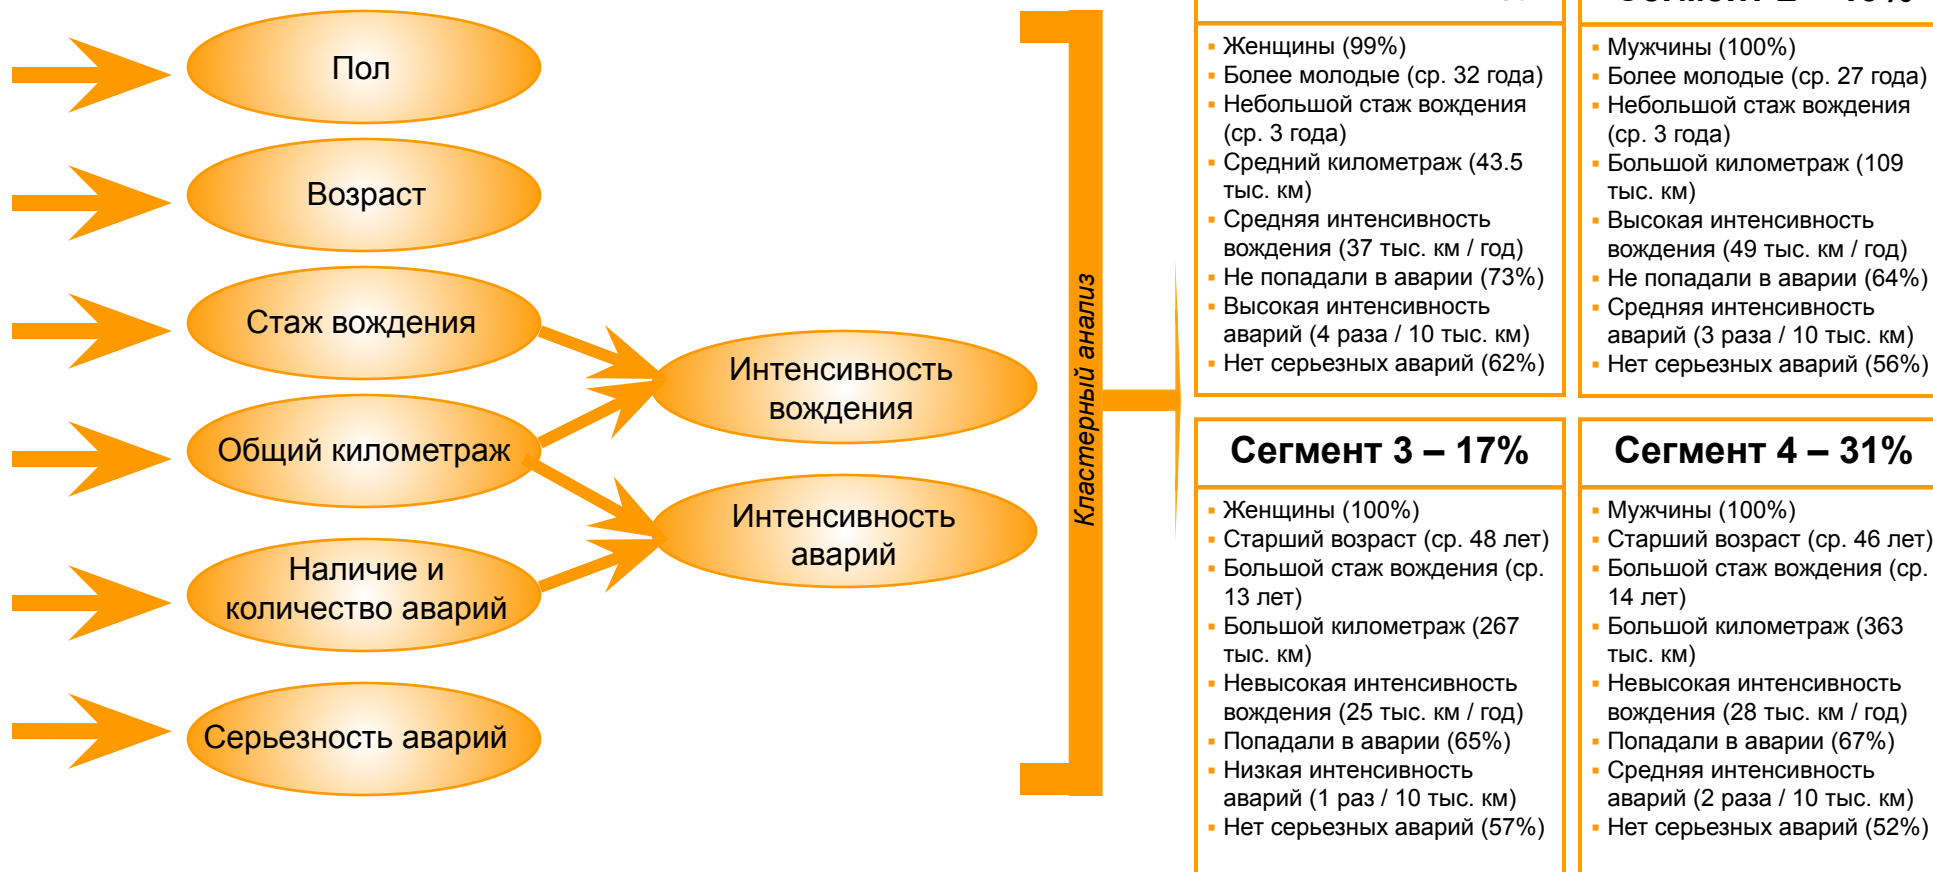 Пол
Возраст
Стаж вождения
Общий километраж
Наличие и
количество аварий
Серьезность аварий
Интенсивность
вождения
Интенсивность
аварий
Кластерный анализ
▪ Женщины (99%)
▪ Более молодые (ср. 32 года)
▪ Небольшой стаж вождения
(ср. 3 года)
▪ Средний километраж (43.5
тыс. км)
▪ Средняя интенсивность
вождения (37 тыс. км / год)
▪ Не попадали в аварии (73%)
▪ Высокая интенсивность
аварий (4 раза / 10 тыс. км)
▪ Нет серьезных аварий (62%)
▪ Мужчины (100%)
▪ Более молодые (ср. 27 года)
▪ Небольшой стаж вождения
(ср. 3 года)
▪ Большой километраж (109
тыс. км)
▪ Высокая интенсивность
вождения (49 тыс. км / год)
▪ Не попадали в аварии (64%)
▪ Средняя интенсивность
аварий (3 раза / 10 тыс. км)
▪ Нет серьезных аварий (56%)
Сегмент 3 – 17%
▪ Женщины (100%)
▪ Старший возраст (ср. 48 лет)
▪ Большой стаж вождения (ср.
13 лет)
▪ Большой километраж (267
тыс. км)
▪ Невысокая интенсивность
вождения (25 тыс. км / год)
▪ Попадали в аварии (65%)
▪ Низкая интенсивность
аварий (1 раз / 10 тыс. км)
▪ Нет серьезных аварий (57%)
Сегмент 4 – 31%
▪ Мужчины (100%)
▪ Старший возраст (ср. 46 лет)
▪ Большой стаж вождения (ср.
14 лет)
▪ Большой километраж (363
тыс. км)
▪ Невысокая интенсивность
вождения (28 тыс. км / год)
▪ Попадали в аварии (67%)
▪ Средняя интенсивность
аварий (2 раза / 10 тыс. км)
▪ Нет серьезных аварий (52%)